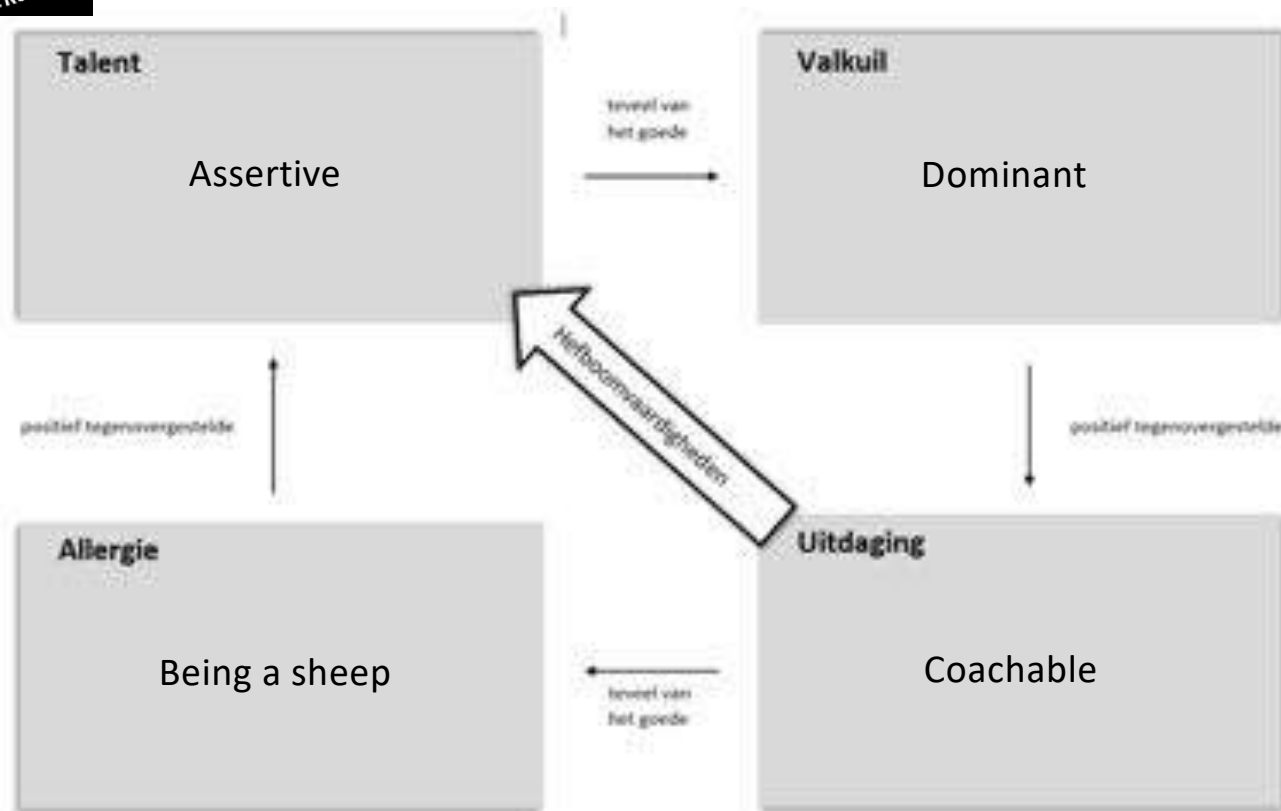 Talent
Valkuil
teveel van
het goede
Assertive
Dominant
Hefboomvaardigheden
positief tegenovergestelde
positief tegenovergestelde
Allergie
Uitdaging
Being a sheep
Coachable
teveel van
het goede